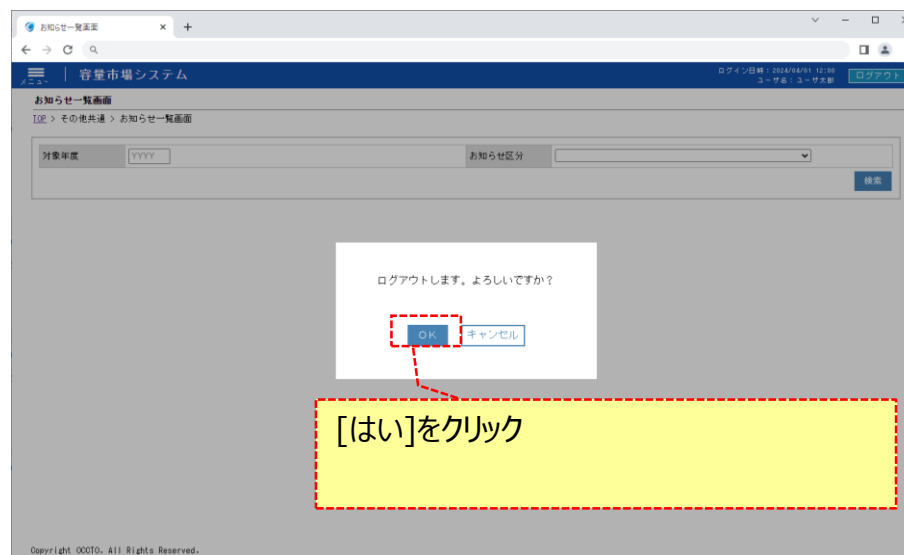 お知らせ一覧画面
容量市場システム
ログイン日時：2024/04/01 12:00
ユーザ名：ユーザ太郎
ログアウト
メニュー
お知らせ一覧画面
TOP > その他共通 > お知らせ一覧画面
対象年度 YYYY お知らせ区分
検索
ログアウトします。よろしいですか？
OK キャンセル
[はい]をクリック
Copyright OCCTO. All Rights Reserved.